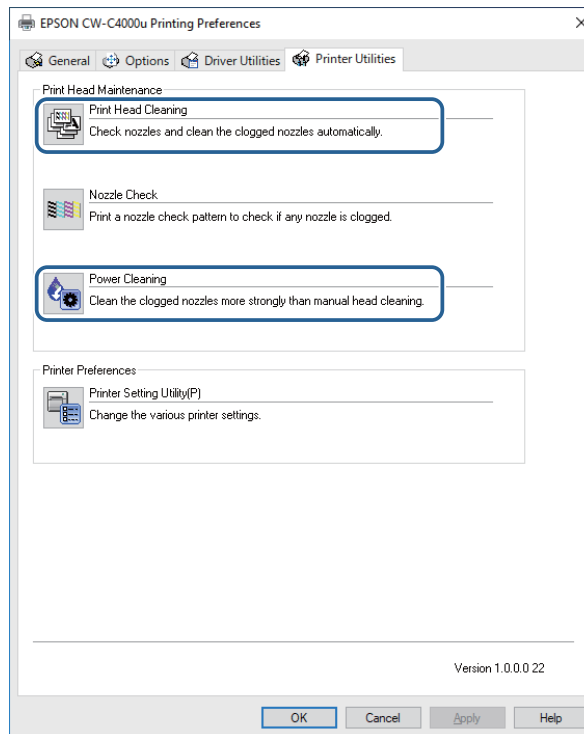 EPSON CW-C4000u Printing Preferences
General Options Driver Utilities Printer Utilities
Print Head Maintenance
Print Head Cleaning
Check nozzles and clean the clogged nozzles automatically.
Nozzle Check
Print a nozzle check pattern to check if any nozzle is clogged.
Power Cleaning
Clean the clogged nozzles more strongly than manual head cleaning.
Printer Preferences
Printer Setting Utility(P)
Change the various printer settings.
Version 1.0.0.0 22
OK Cancel Apply Help